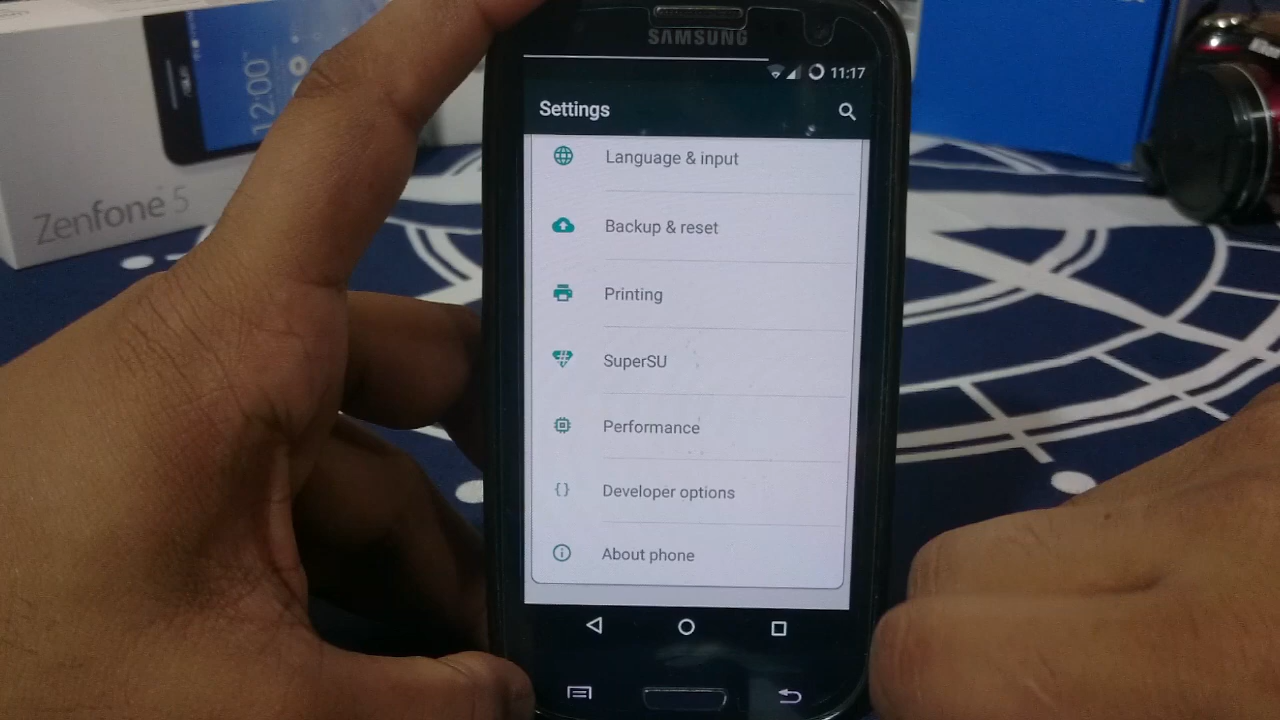 SAMSUNG
11:17
Settings
Language & input
Backup & reset
Printing
SuperSU
Performance
Developer options
About phone
12:00
Zenfone 5